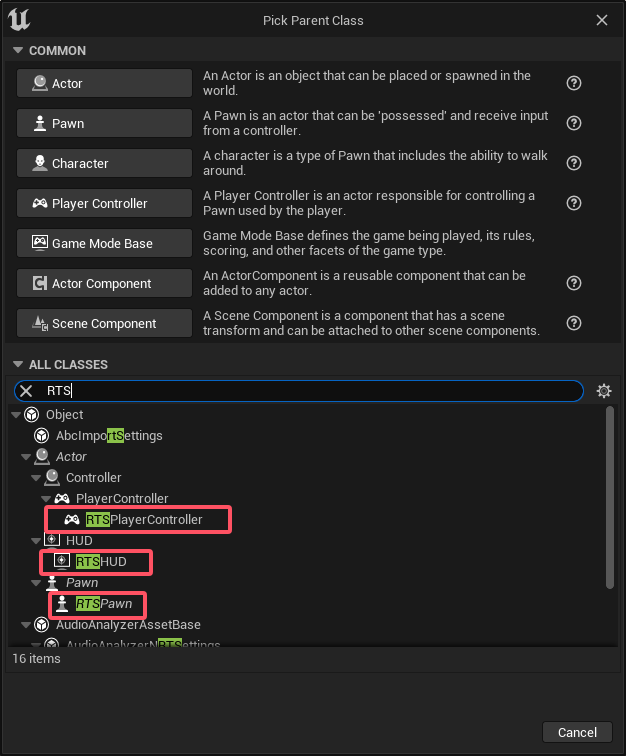 Pick Parent Class
COMMON
Actor
An Actor is an object that can be placed or spawned in the
world.
Pawn
A Pawn is an actor that can be 'possessed' and receive input
from a controller.
Character
A character is a type of Pawn that includes the ability to walk
around.
Player Controller
A Player Controller is an actor responsible for controlling a
Pawn used by the player.
Game Mode Base
Game Mode Base defines the game being played, its rules,
scoring, and other facets of the game type.
Actor Component
An ActorComponent is a reusable component that can be
added to any actor.
Scene Component
A Scene Component is a component that has a scene
transform and can be attached to other scene components.
ALL CLASSES
RTS
Object
AbcImportSettings
Actor
Controller
PlayerController
RTSPlayerController
HUD
RTSHUD
Pawn
RTSPawn
AudioAnalyzerAssetBase
AudioAnalyzerNRTSettings
16 items
Cancel